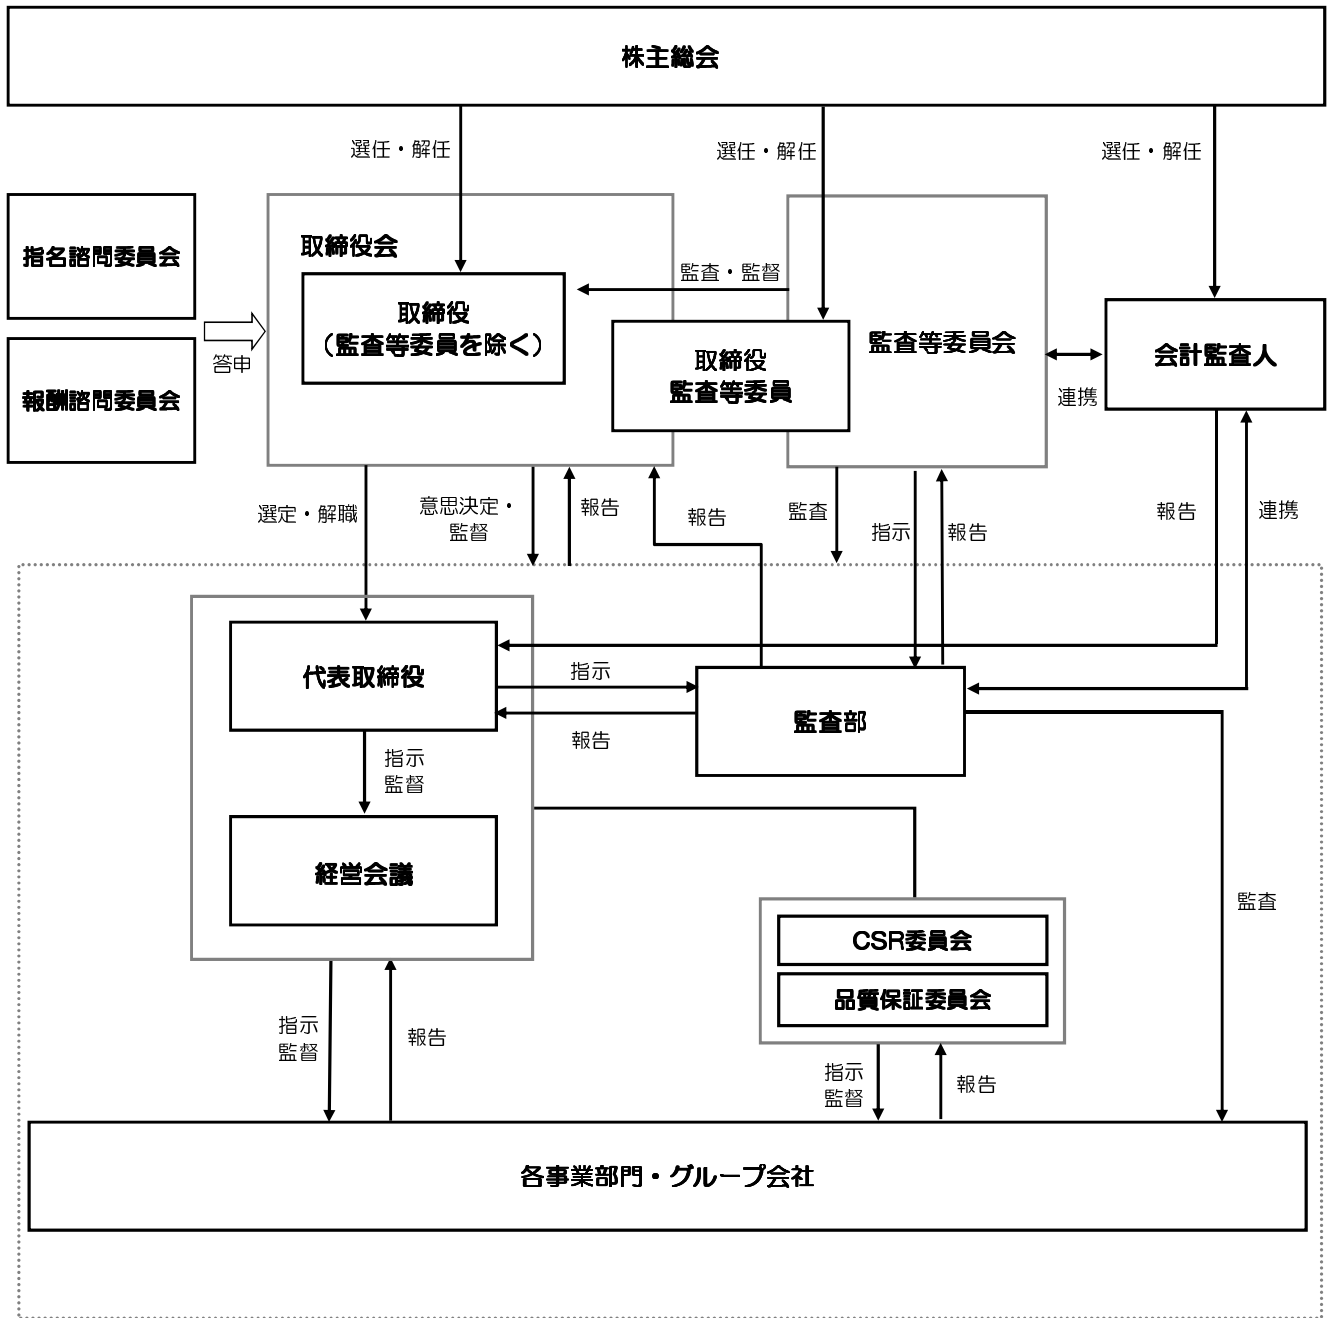 株主総会
選任・解任
選任・解任
選任・解任
指名諮問委員会
報酬諮問委員会
答申
取締役会
取締役
（監査等委員を除く）
監査・監督
取締役
監査等委員
監査等委員会
連携
会計監査人
選定・解職
意思決定・
監督
報告
報告
監査
指示
報告
報告
連携
代表取締役
指示
報告
監査部
指示
監督
経営会議
CSR委員会
品質保証委員会
監査
指示
監督
報告
指示
監督
報告
各事業部門・グループ会社